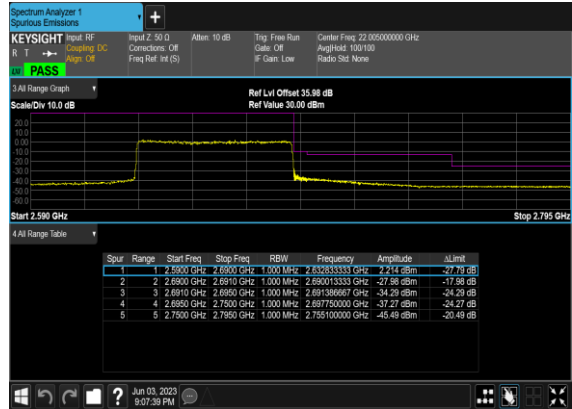 Spectrum Analyzer 1
Spurious Emissions
KEYSIGHT Input: RF Input Z: 50 Ω Atten: 10 dB Trig: Free Run Center Freq: 22.005000000 GHz
R T Coupling: DC Corrections: Off Gate: Off Avg|Hold: 100/100
Align: Off Freq Ref: Int (S) IF Gain: Low Radio Std: None
PASS
3 All Range Graph
Ref Lvl Offset 35.98 dB
Scale/Div 10.0 dB Ref Value 30.00 dBm
20.0
10.0
0.00
-10.0
-20.0
-30.0
-40.0
-50.0
-60.0
Start 2.590 GHz Stop 2.795 GHz
4 All Range Table
Spur Range Start Freq Stop Freq RBW Frequency Amplitude ΔLimit
1 1 2.5900 GHz 2.6900 GHz 1.000 MHz 2.632833333 GHz 2.214 dBm -27.79 dB
2 2 2.6900 GHz 2.6910 GHz 1.000 MHz 2.690013333 GHz -27.98 dBm -17.98 dB
3 3 2.6910 GHz 2.6950 GHz 1.000 MHz 2.691386667 GHz -34.29 dBm -24.29 dB
4 4 2.6950 GHz 2.7500 GHz 1.000 MHz 2.697750000 GHz -37.27 dBm -24.27 dB
5 5 2.7500 GHz 2.7950 GHz 1.000 MHz 2.755100000 GHz -45.49 dBm -20.49 dB
Jun 03, 2023
9:07:39 PM